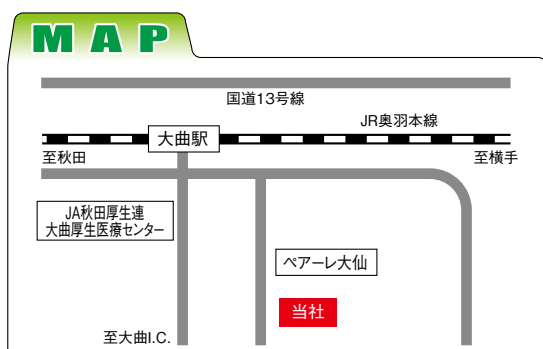 MAP
国道13号線
JR奥羽本線
大曲駅
至秋田
至横手
JA秋田厚生連
大曲厚生医療センター
ペアーレ大仙
当社
至大曲I.C.